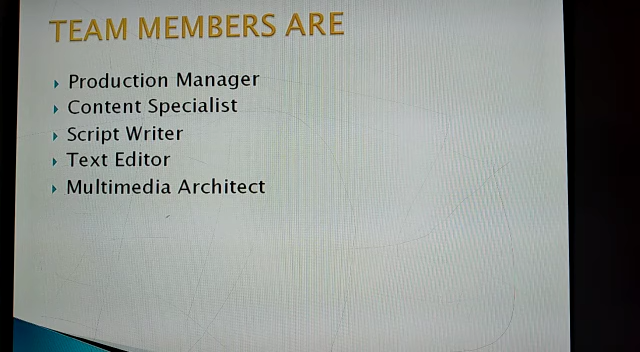 TEAM MEMBERS ARE
Production Manager
Content Specialist
Script Writer
Text Editor
Multimedia Architect